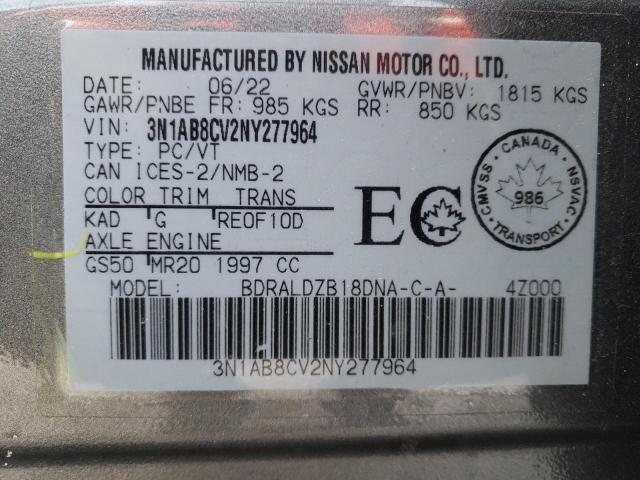 MANUFACTURED BY NISSAN MOTOR CO., LTD.
DATE: 06/22 GVWR/PNBV: 1815 KGS
GAWR/PNBE FR: 985 KGS RR: 850 KGS
VIN: 3N1AB8CV2NY277964
TYPE: PC/VT
CAN ICES-2/NMB-2
COLOR TRIM TRANS
KAD G RE0F10D
AXLE ENGINE
GS50 MR20 1997 CC
EC
CANADA
CMVSS
986
NSVAC
TRANSPORT
MODEL: BDRALDZB18DNA-C-A- 4Z000
3N1AB8CV2NY277964